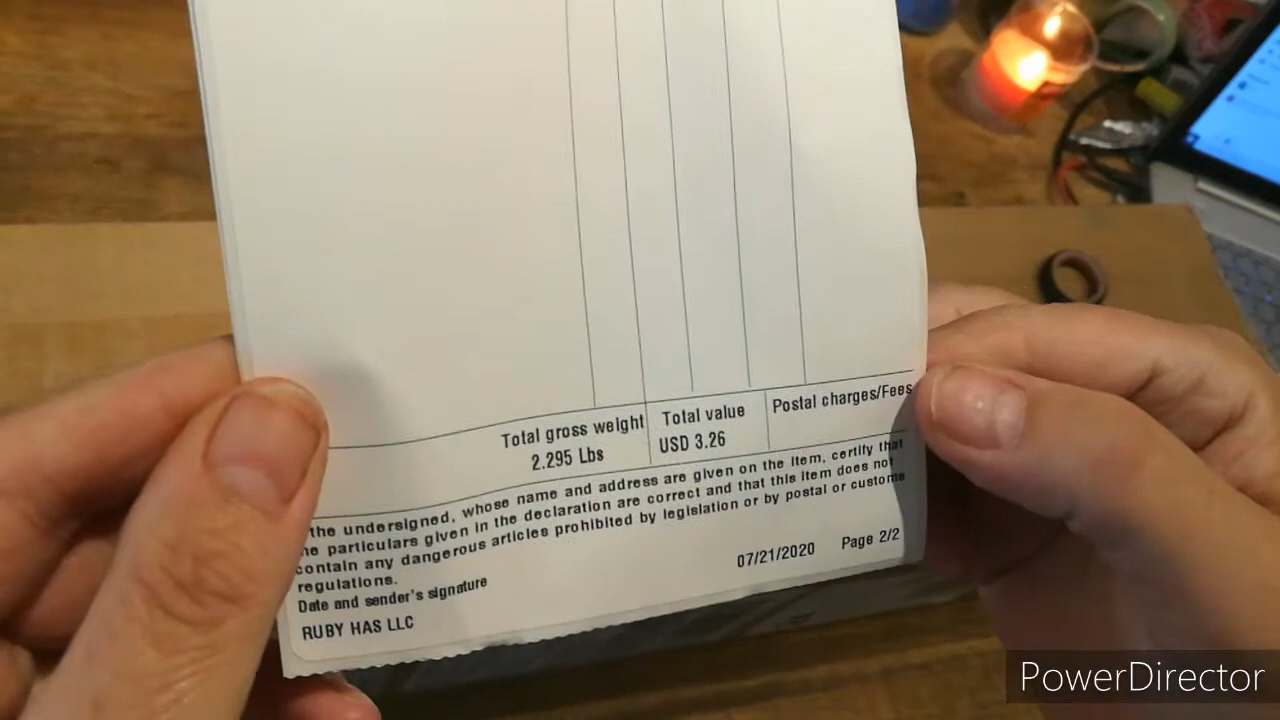 Total gross weight
2.295 Lbs
Total value
USD 3.26
Postal charges/Fees
the undersigned, whose name and address are given on the item, certify that
the particulars given in the declaration are correct and that this item does not
contain any dangerous articles prohibited by legislation or by postal or customs
regulations.
07/21/2020 Page 2/2
Date and sender's signature
RUBY HAS LLC
PowerDirector